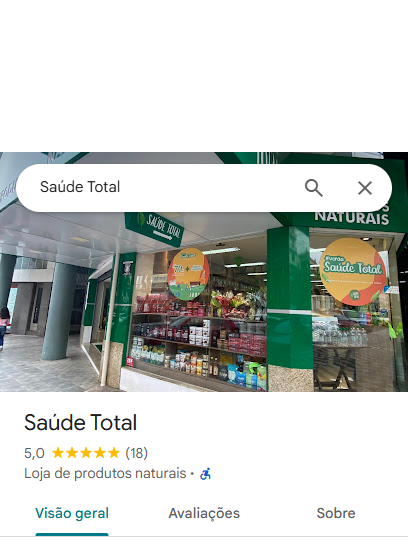 Saúde Total
NATURAIS
SAÚDE TOTAL
Saúde Total
Saúde Total
5,0 (18)
Loja de produtos naturais •
Visão geral
Avaliações
Sobre